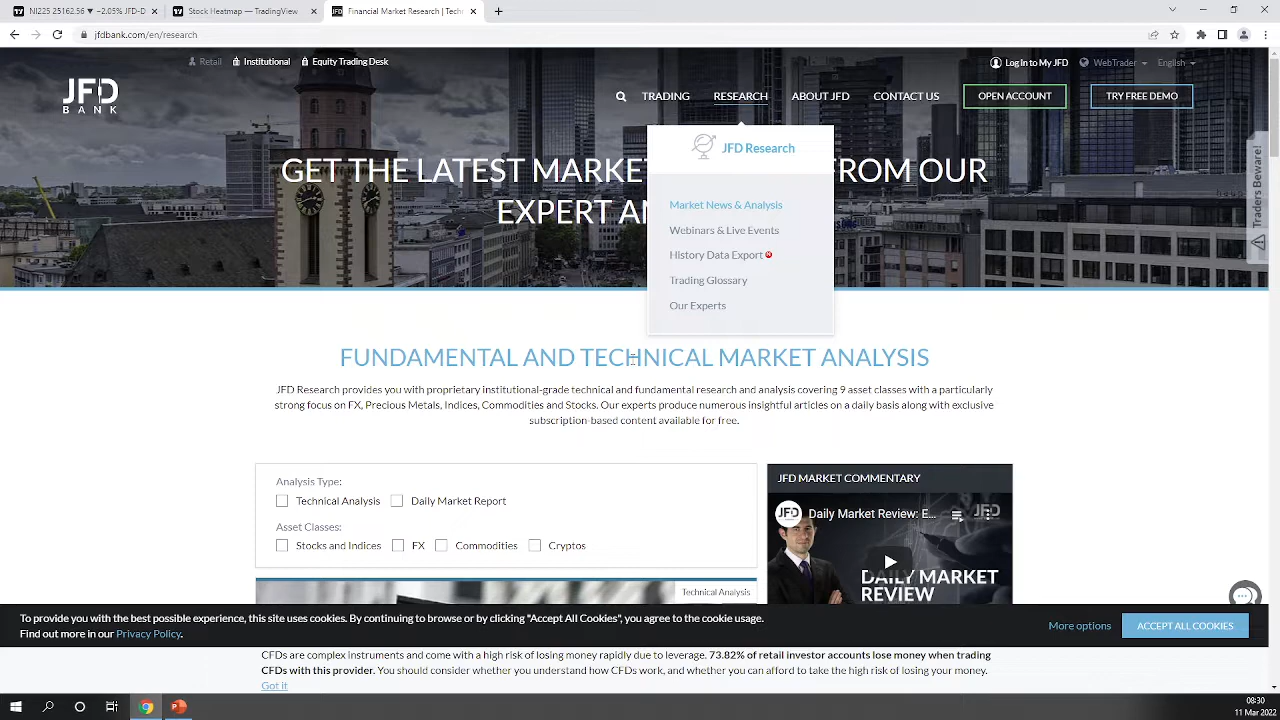 NI225 25162.56 ▼ −2.05% JFD-D
Stock Heatmap — TradingView
Financial Market Research | Tech
jfdbank.com/en/research
Retail
Institutional
Equity Trading Desk
Log In to My JFD
WebTrader
English
JFD
BANK
TRADING
RESEARCH
ABOUT JFD
CONTACT US
OPEN ACCOUNT
TRY FREE DEMO
JFD Research
Market News & Analysis
Webinars & Live Events
History Data Export
Trading Glossary
Our Experts
GET THE LATEST MARKE FROM OUR
EXPERT A
Traders Beware!
FUNDAMENTAL AND TECHNICAL MARKET ANALYSIS
JFD Research provides you with proprietary institutional-grade technical and fundamental research and analysis covering 9 asset classes with a particularly
strong focus on FX, Precious Metals, Indices, Commodities and Stocks. Our experts produce numerous insightful articles on a daily basis along with exclusive
subscription-based content available for free.
Analysis Type:
Technical Analysis
Daily Market Report
Asset Classes:
Stocks and Indices
FX
Commodities
Cryptos
Technical Analysis
JFD MARKET COMMENTARY
JFD
Daily Market Review: E...
JFD
DAILY MARKET
REVIEW
To provide you with the best possible experience, this site uses cookies. By continuing to browse or by clicking "Accept All Cookies", you agree to the cookie usage.
Find out more in our Privacy Policy.
More options
ACCEPT ALL COOKIES
CFDs are complex Instruments and come with a high risk of losing money rapidly due to leverage. 73.82% of retail investor accounts lose money when trading
CFDs with this provider. You should consider whether you understand how CFDs work, and whether you can afford to take the high risk of losing your money.
Got it
08:30
11 Mar 2022